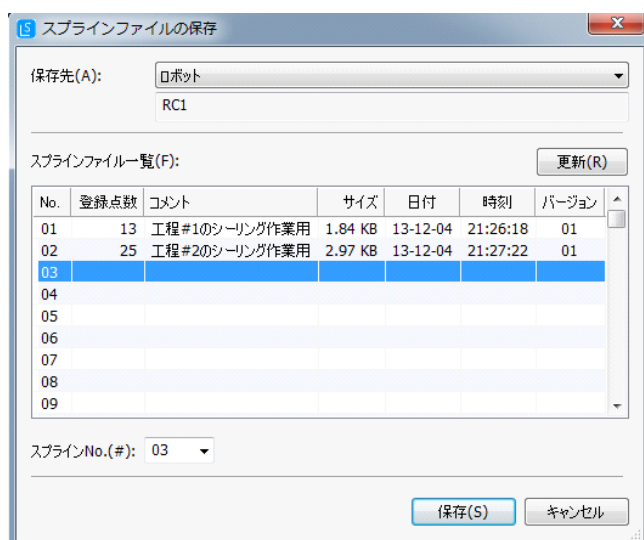 LS スプラインファイルの保存
保存先(A): ロボット
RC1
スプラインファイル一覧(F): 更新(R)
No. 登録点数 コメント サイズ 日付 時刻 バージョン
01 13 工程#1のシーリング作業用 1.84 KB 13-12-04 21:26:18 01
02 25 工程#2のシーリング作業用 2.97 KB 13-12-04 21:27:22 01
03
04
05
06
07
08
09
スプラインNo.(#): 03
保存(S) キャンセル